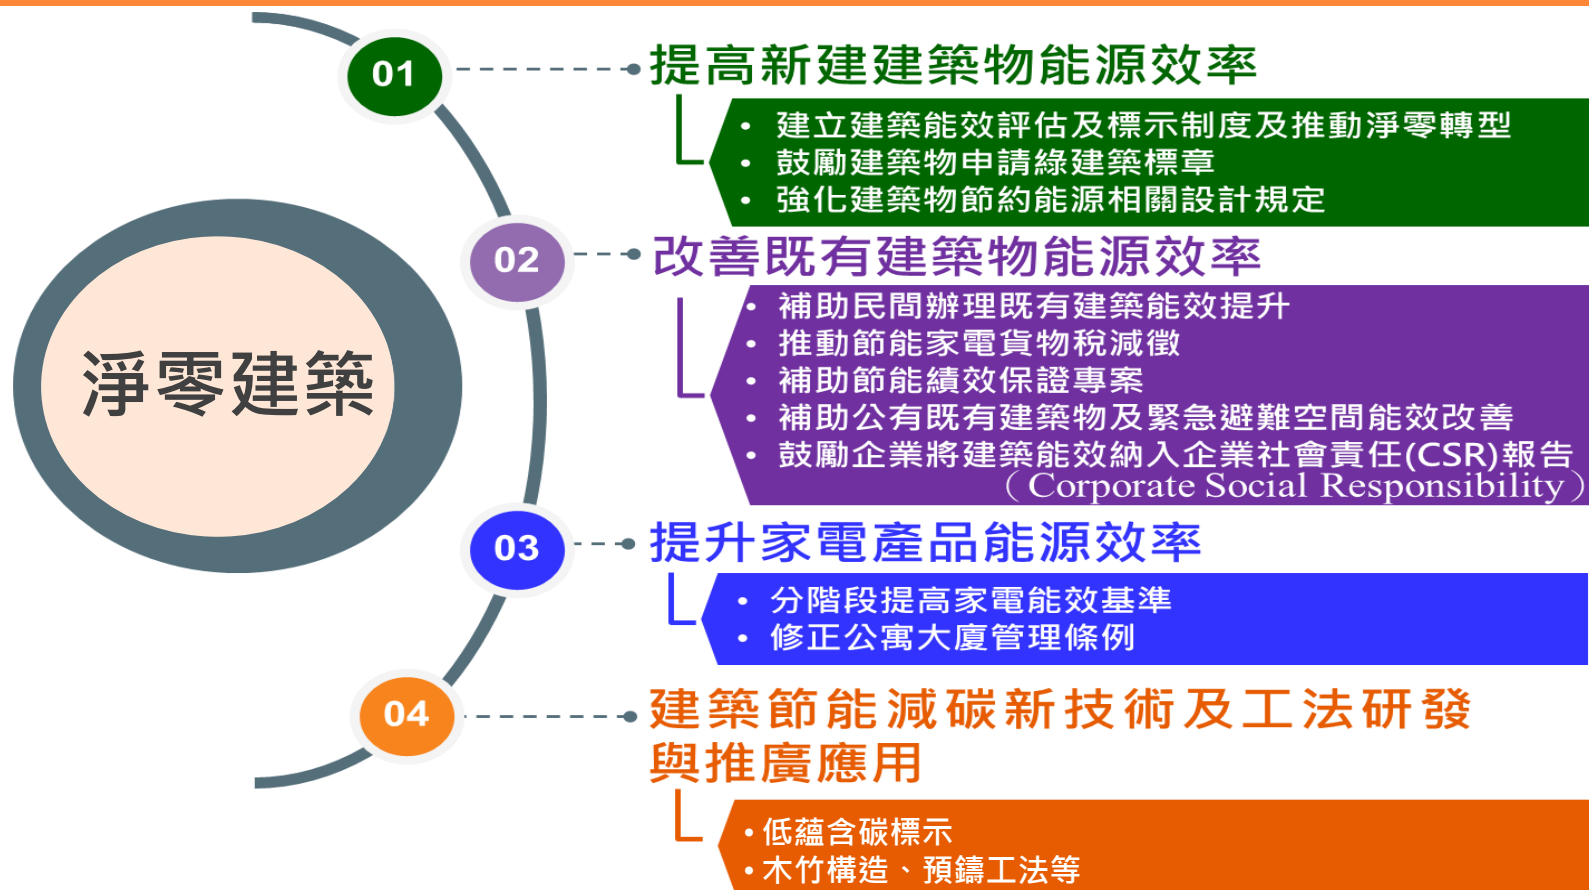 淨零建築
01
提高新建建築物能源效率
• 建立建築能效評估及標示制度及推動淨零轉型
• 鼓勵建築物申請綠建築標章
• 強化建築物節約能源相關設計規定
02
改善既有建築物能源效率
• 補助民間辦理既有建築能效提升
• 推動節能家電貨物稅減徵
• 補助節能績效保證專案
• 補助公有既有建築物及緊急避難空間能效改善
• 鼓勵企業將建築能效納入企業社會責任(CSR)報告
（Corporate Social Responsibility）
03
提升家電產品能源效率
• 分階段提高家電能效基準
• 修正公寓大廈管理條例
04
建築節能減碳新技術及工法研發
與推廣應用
• 低蘊含碳標示
• 木竹構造、預鑄工法等